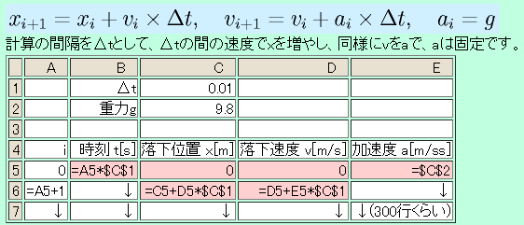 x_{i+1} = x_i + v_i × Δt, v_{i+1} = v_i + a_i × Δt, a_i = g
計算の間隔を△tとして、△tの間の速度でxを増やし、同様にvをaで、aは固定です。
A B C D E
1 △t 0.01
2 重力g 9.8
3
4 i 時刻 t[s] 落下位置 x[m] 落下速度 v[m/s] 加速度 a[m/ss]
5 0 =A5*$C$1 0 0 =$C$2
6 =A5+1 ↓ =C5+D5*$C$1 =D5+E5*$C$1 ↓
7 ↓ ↓ ↓ ↓ ↓(300行くらい)